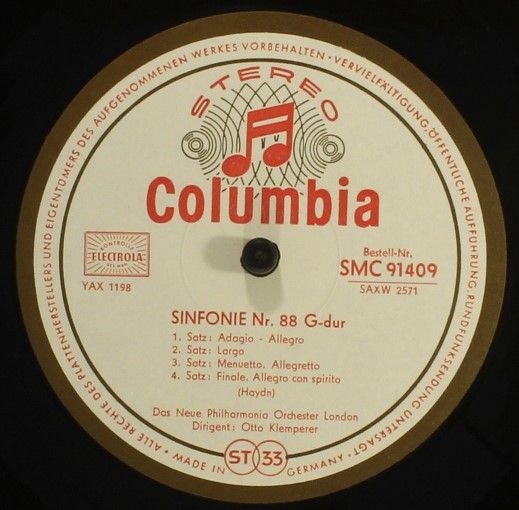 ALLE RECHTE DES PLATTENHERSTELLERS UND EIGENTÜMERS DES AUFGENOMMENEN WERKES VORBEHALTEN · VERVIELFÄLTIGUNG, ÖFFENTLICHE AUFFÜHRUNG, RUNDFUNKSENDUNG UNTERSAGT ·
STEREO
Columbia
KONTROLLE
ELECTROLA
YAX 1198
Bestell-Nr.
SMC 91409
SAXW 2571
SINFONIE Nr. 88 G-dur
1. Satz: Adagio - Allegro
2. Satz: Largo
3. Satz: Menuetto. Allegretto
4. Satz: Finale. Allegro con spirito
(Haydn)
Das Neue Philharmonia Orchester London
Dirigent: Otto Klemperer
MADE IN ST 33 GERMANY